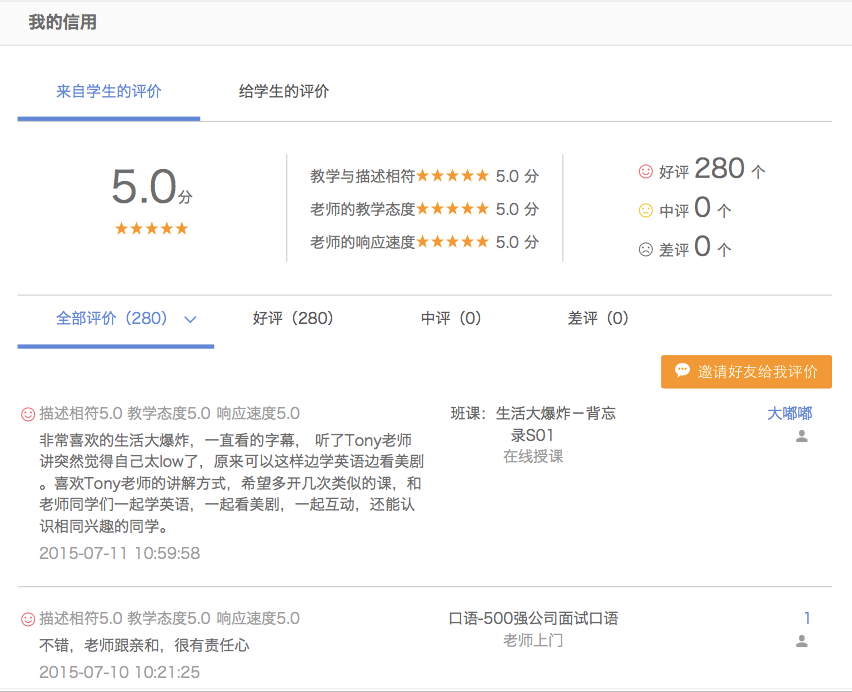 我的信用
来自学生的评价 给学生的评价
5.0分
教学与描述相符 5.0 分
老师的教学态度 5.0 分
老师的响应速度 5.0 分
好评 280 个
中评 0 个
差评 0 个
全部评价（280） 好评（280） 中评（0） 差评（0）
邀请好友给我评价
描述相符5.0 教学态度5.0 响应速度5.0
非常喜欢的生活大爆炸，一直看的字幕， 听了Tony老师
讲突然觉得自己太low了，原来可以这样边学英语边看美剧
。喜欢Tony老师的讲解方式，希望多开几次类似的课，和
老师同学们一起学英语，一起看美剧，一起互动，还能认
识相同兴趣的同学。
2015-07-11 10:59:58
班课：生活大爆炸－背忘
录S01
在线授课
大嘟嘟
描述相符5.0 教学态度5.0 响应速度5.0
不错，老师跟亲和，很有责任心
2015-07-10 10:21:25
口语-500强公司面试口语
老师上门
1